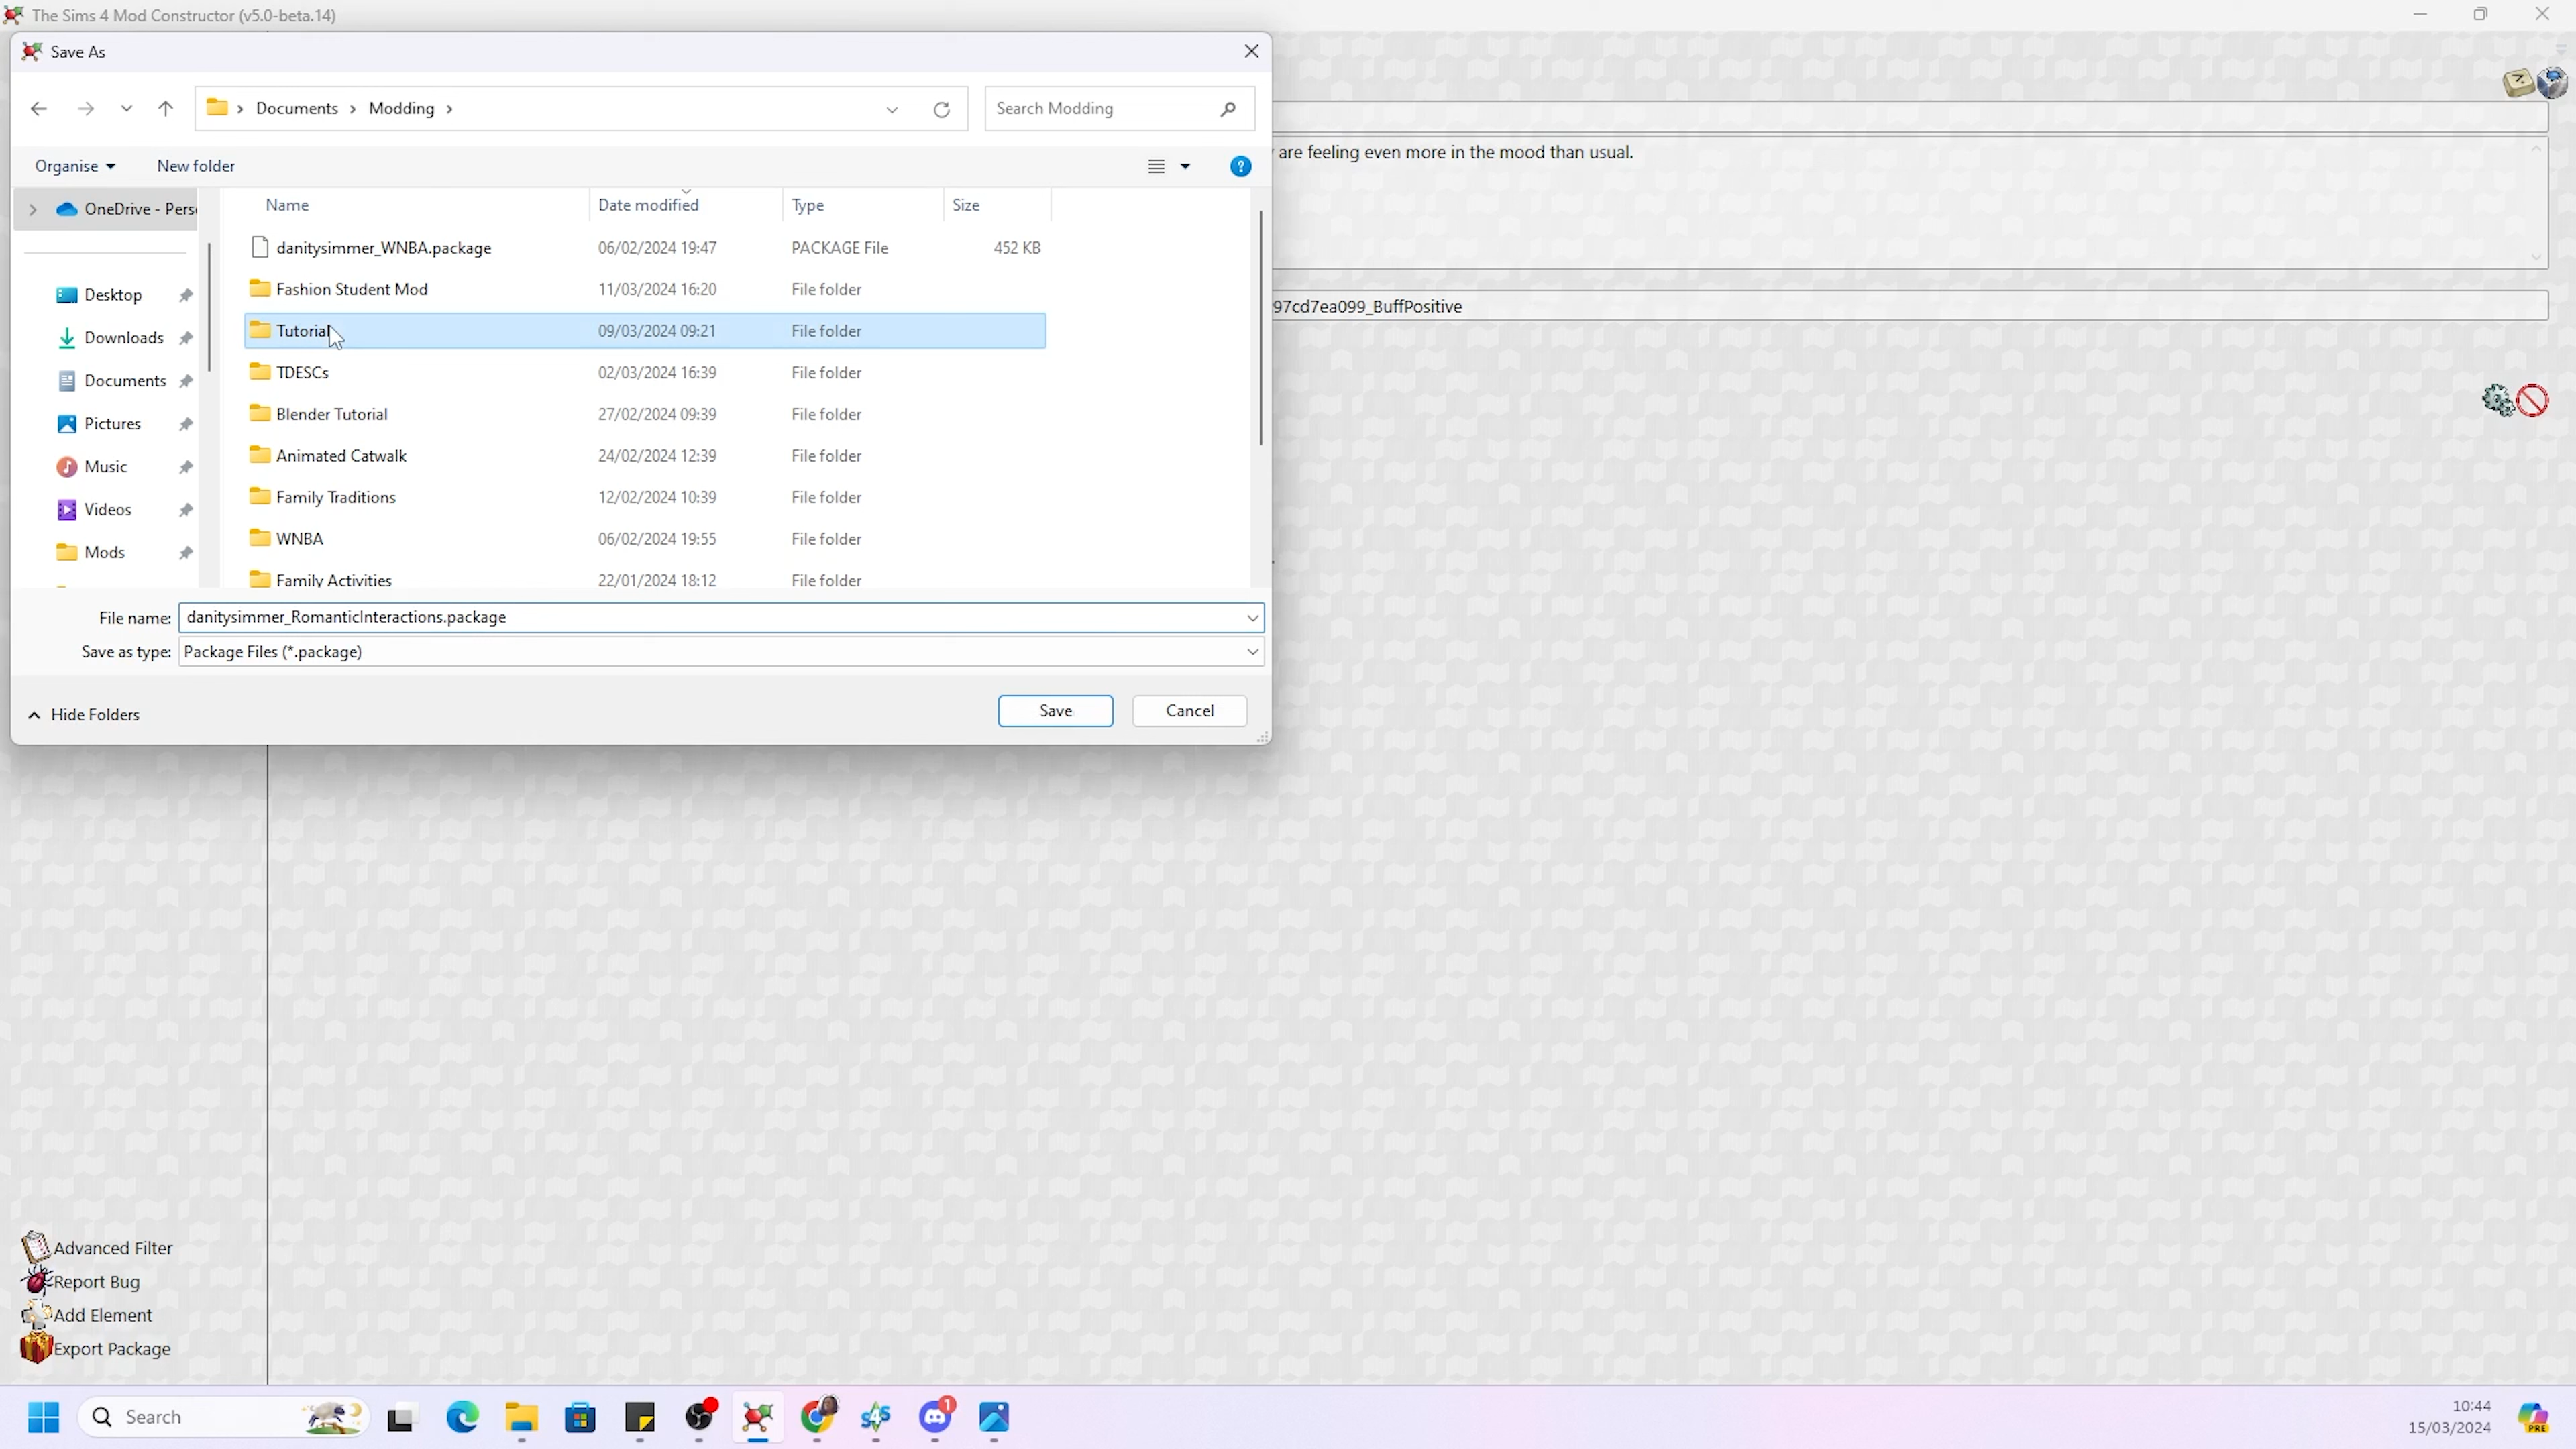 The Sims 4 Mod Constructor (v5.0-beta.14)
Save As
Documents
Modding
Search Modding
Organise
New folder
are feeling even more in the mood than usual.
Name
Date modified
Type
Size
OneDrive - Pers
danitysimmer_WNBA.package 06/02/2024 19:47 PACKAGE File 452 KB
Fashion Student Mod 11/03/2024 16:20 File folder
Tutorial 09/03/2024 09:21 File folder
TDESCs 02/03/2024 16:39 File folder
Blender Tutorial 27/02/2024 09:39 File folder
Animated Catwalk 24/02/2024 12:39 File folder
Family Traditions 12/02/2024 10:39 File folder
WNBA 06/02/2024 19:55 File folder
Family Activities 22/01/2024 18:12 File folder
Desktop
Downloads
Documents
Pictures
Music
Videos
Mods
97cd7ea099_BuffPositive
File name: danitysimmer_RomanticInteractions.package
Save as type: Package Files (*.package)
Hide Folders
Save
Cancel
Advanced Filter
Report Bug
Add Element
Export Package
Search
1
10:44
15/03/2024
PRE